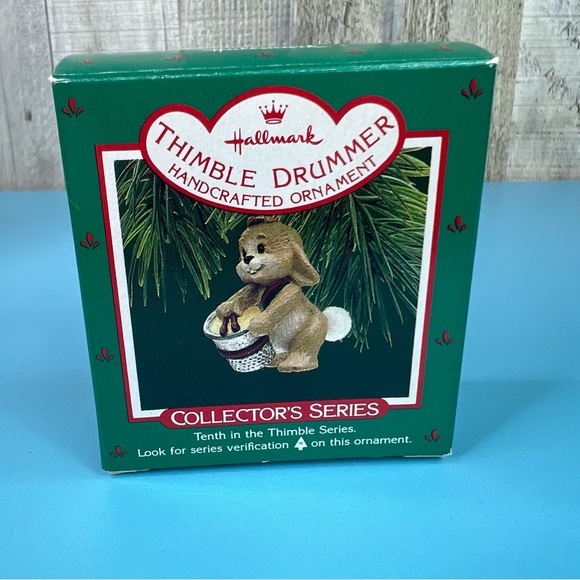 Hallmark
THIMBLE DRUMMER
HANDCRAFTED ORNAMENT
COLLECTOR'S SERIES
Tenth in the Thimble Series.
Look for series verification on this ornament.